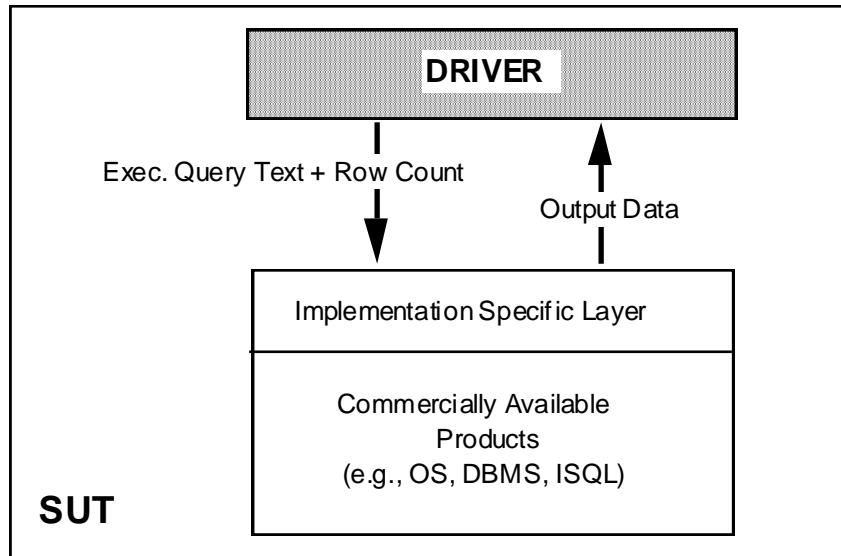 DRIVER
Exec. Query Text + Row Count
Output Data
Implementation Specific Layer
Commercially Available
Products
(e.g., OS, DBMS, ISQL)
SUT